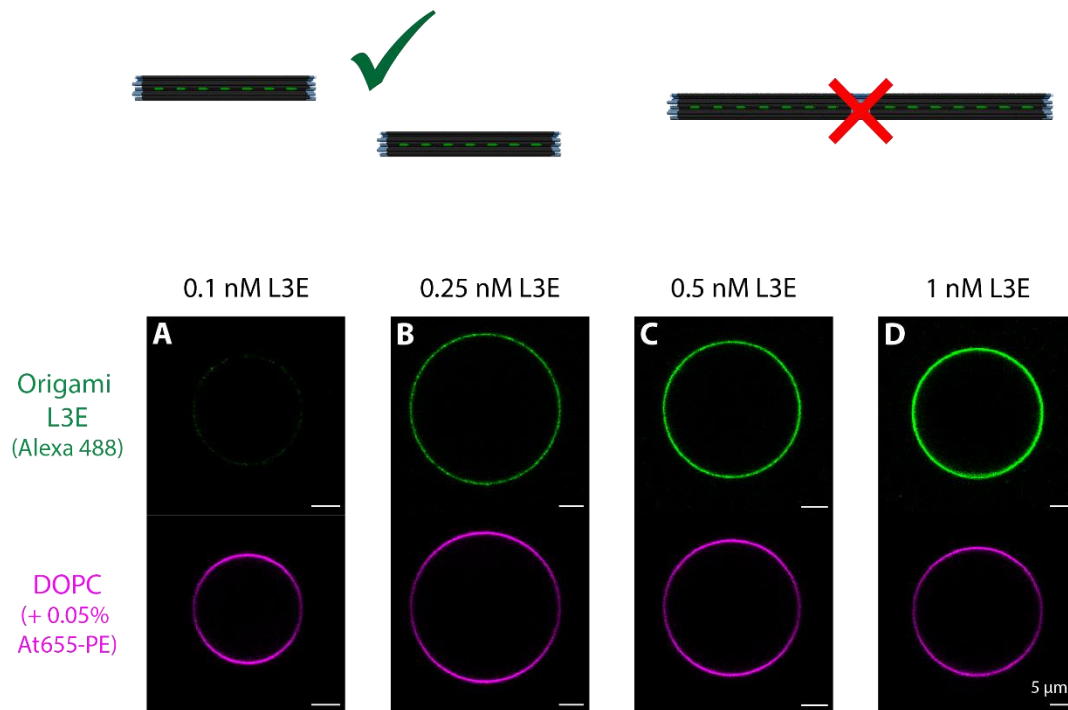 0.1 nM L3E
0.25 nM L3E
0.5 nM L3E
1 nM L3E
A
B
C
D
Origami
L3E
(Alexa 488)
DOPC
(+ 0.05%
At655-PE)
5 µm